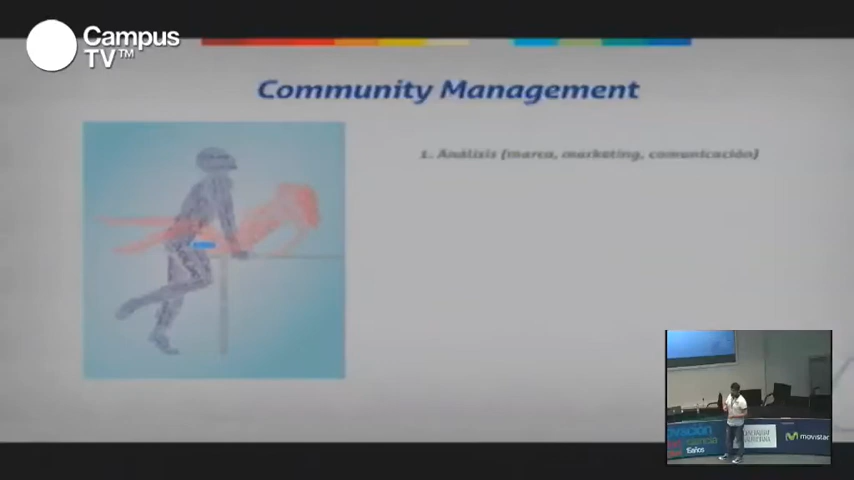 Campus
TV™
Community Management
1. Análisis (marca, marketing, comunicación)
movistar